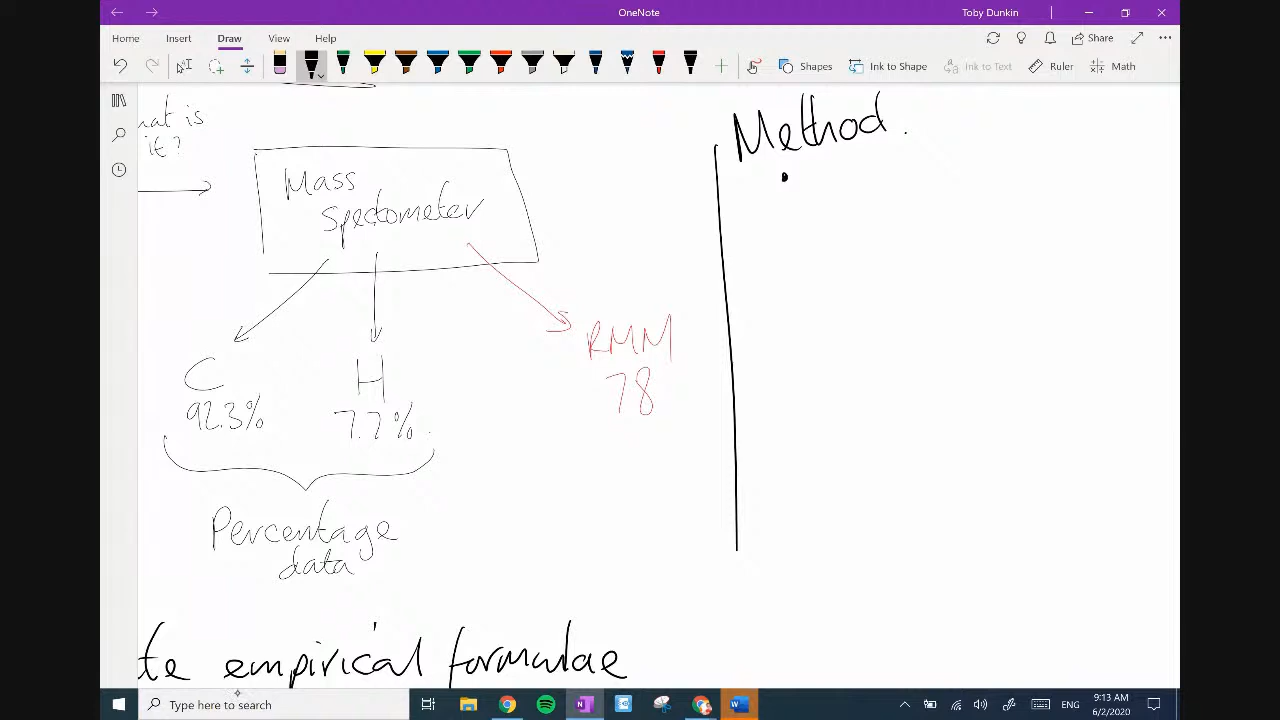 OneNote
Toby Dunkin
Home Insert Draw View Help
Share
Shapes Ink to Shape Ink to Text Ruler Math
hat is
it?
Mass
Spectometer
C
92.3%
H
7.7%
RMM
78
Percentage
data
te empirical formulae
Method.
Type here to search
ENG
9:13 AM
6/2/2020